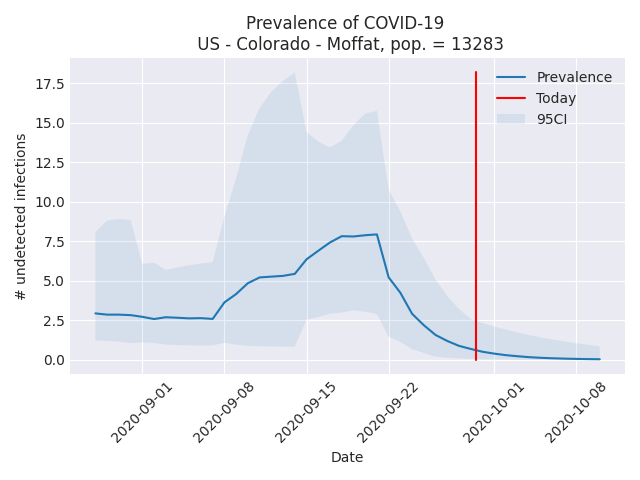 Prevalence of COVID-19
US - Colorado - Moffat, pop. = 13283
# undetected infections
17.5
15.0
12.5
10.0
7.5
5.0
2.5
0.0
Prevalence
Today
95CI
2020-09-01
2020-09-08
2020-09-15
2020-09-22
2020-10-01
2020-10-08
Date